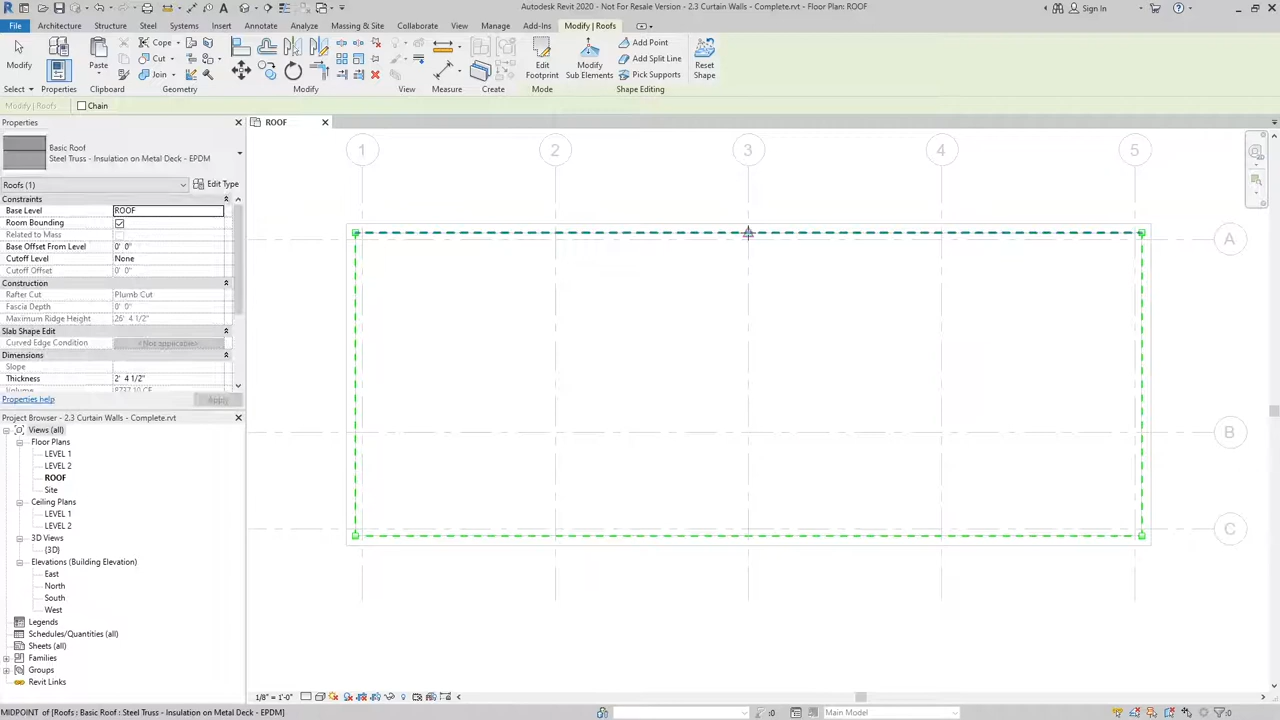 Autodesk Revit 2020 - Not For Resale Version - 2.3 Curtain Walls - Complete.rvt - Floor Plan: ROOF
Sign In
File Architecture Structure Steel Systems Insert Annotate Analyze Massing & Site Collaborate View Manage Add-Ins Modify | Roofs
Modify
Paste
Cope
Cut
Join
Edit Footprint
Modify Sub Elements
Add Point
Add Split Line
Pick Supports
Reset Shape
Select Properties Clipboard Geometry Modify View Measure Create Mode Shape Editing
Modify | Roofs Chain
Properties
ROOF
Basic Roof
Steel Truss - Insulation on Metal Deck - EPDM
Roofs (1) Edit Type
Constraints
Base Level ROOF
Room Bounding
Related to Mass
Base Offset From Level 0' 0"
Cutoff Level None
Cutoff Offset 0' 0"
Construction
Rafter Cut Plumb Cut
Fascia Depth 0' 0"
Maximum Ridge Height 26' 4 1/2"
Slab Shape Edit
Curved Edge Condition <Not applicable>
Dimensions
Slope
Thickness 2' 4 1/2"
Properties help Apply
Project Browser - 2.3 Curtain Walls - Complete.rvt
Views (all)
Floor Plans
LEVEL 1
LEVEL 2
ROOF
Site
Ceiling Plans
LEVEL 1
LEVEL 2
3D Views
{3D}
Elevations (Building Elevation)
East
North
South
West
Legends
Schedules/Quantities (all)
Sheets (all)
Families
Groups
Revit Links
1 2 3 4 5
A
B
C
1/8" = 1'-0"
MIDPOINT of [Roofs : Basic Roof : Steel Truss - Insulation on Metal Deck - EPDM]
:0
Main Model
:0